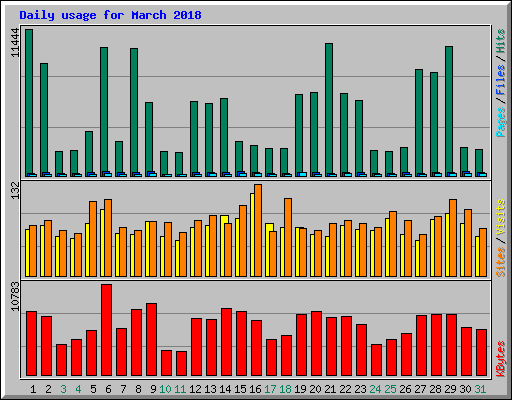 Daily usage for March 2018
11444
Pages / Files / Hits
132
Sites / Visits
10783
KBytes
1 2 3 4 5 6 7 8 9 10 11 12 13 14 15 16 17 18 19 20 21 22 23 24 25 26 27 28 29 30 31